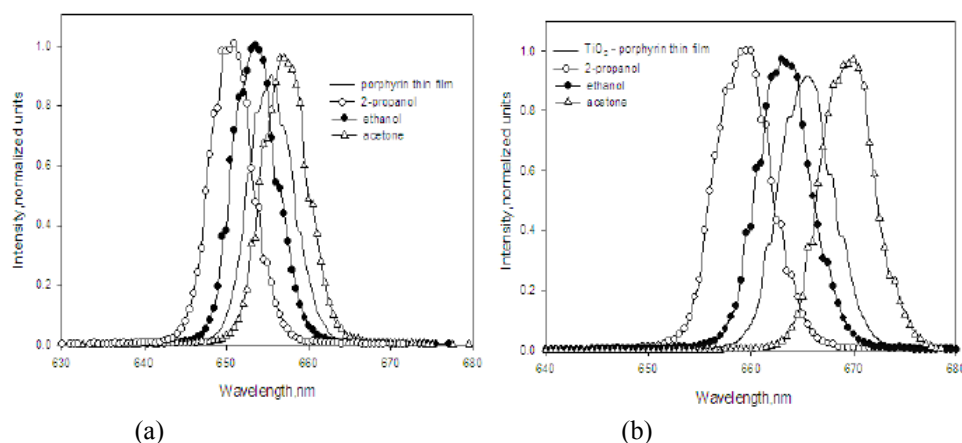 Intensity,normalized units
1.0
0.8
0.6
0.4
0.2
0.0
630 640 650 660 670 680
Wavelength,nm
porphyrin thin film
2-propanol
ethanol
acetone
(a)
Intensity,normalized units
1.0
0.8
0.6
0.4
0.2
0.0
640 650 660 670 680
Wavelength,nm
TiO₂ - porphyrin thin film
2-propanol
ethanol
acetone
(b)